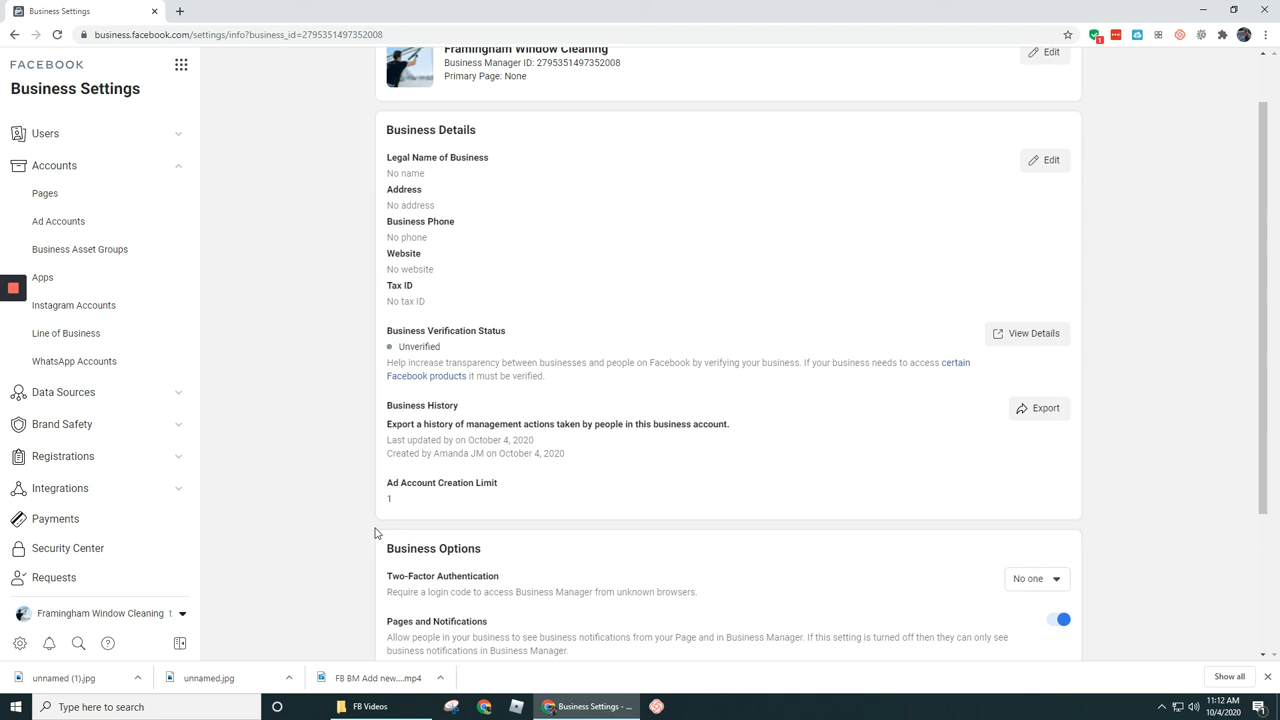 Business Settings
business.facebook.com/settings/info?business_id=2795351497352008
1
FACEBOOK
Business Settings
Users
Accounts
Pages
Ad Accounts
Business Asset Groups
Apps
Instagram Accounts
Line of Business
WhatsApp Accounts
Data Sources
Brand Safety
Registrations
Integrations
Payments
Security Center
Requests
Framingham Window Cleaning t
Framingham Window Cleaning
Business Manager ID: 2795351497352008
Primary Page: None
Edit
Business Details
Legal Name of Business
No name
Edit
Address
No address
Business Phone
No phone
Website
No website
Tax ID
No tax ID
Business Verification Status
Unverified
View Details
Help increase transparency between businesses and people on Facebook by verifying your business. If your business needs to access certain
Facebook products it must be verified.
Business History
Export
Export a history of management actions taken by people in this business account.
Last updated by on October 4, 2020
Created by Amanda JM on October 4, 2020
Ad Account Creation Limit
1
Business Options
Two-Factor Authentication
No one
Require a login code to access Business Manager from unknown browsers.
Pages and Notifications
Allow people in your business to see business notifications from your Page and in Business Manager. If this setting is turned off then they can only see
business notifications in Business Manager.
unnamed (1).jpg
unnamed.jpg
FB BM Add new....mp4
Show all
Type here to search
FB Videos
Business Settings - ...
11:12 AM
10/4/2020
1